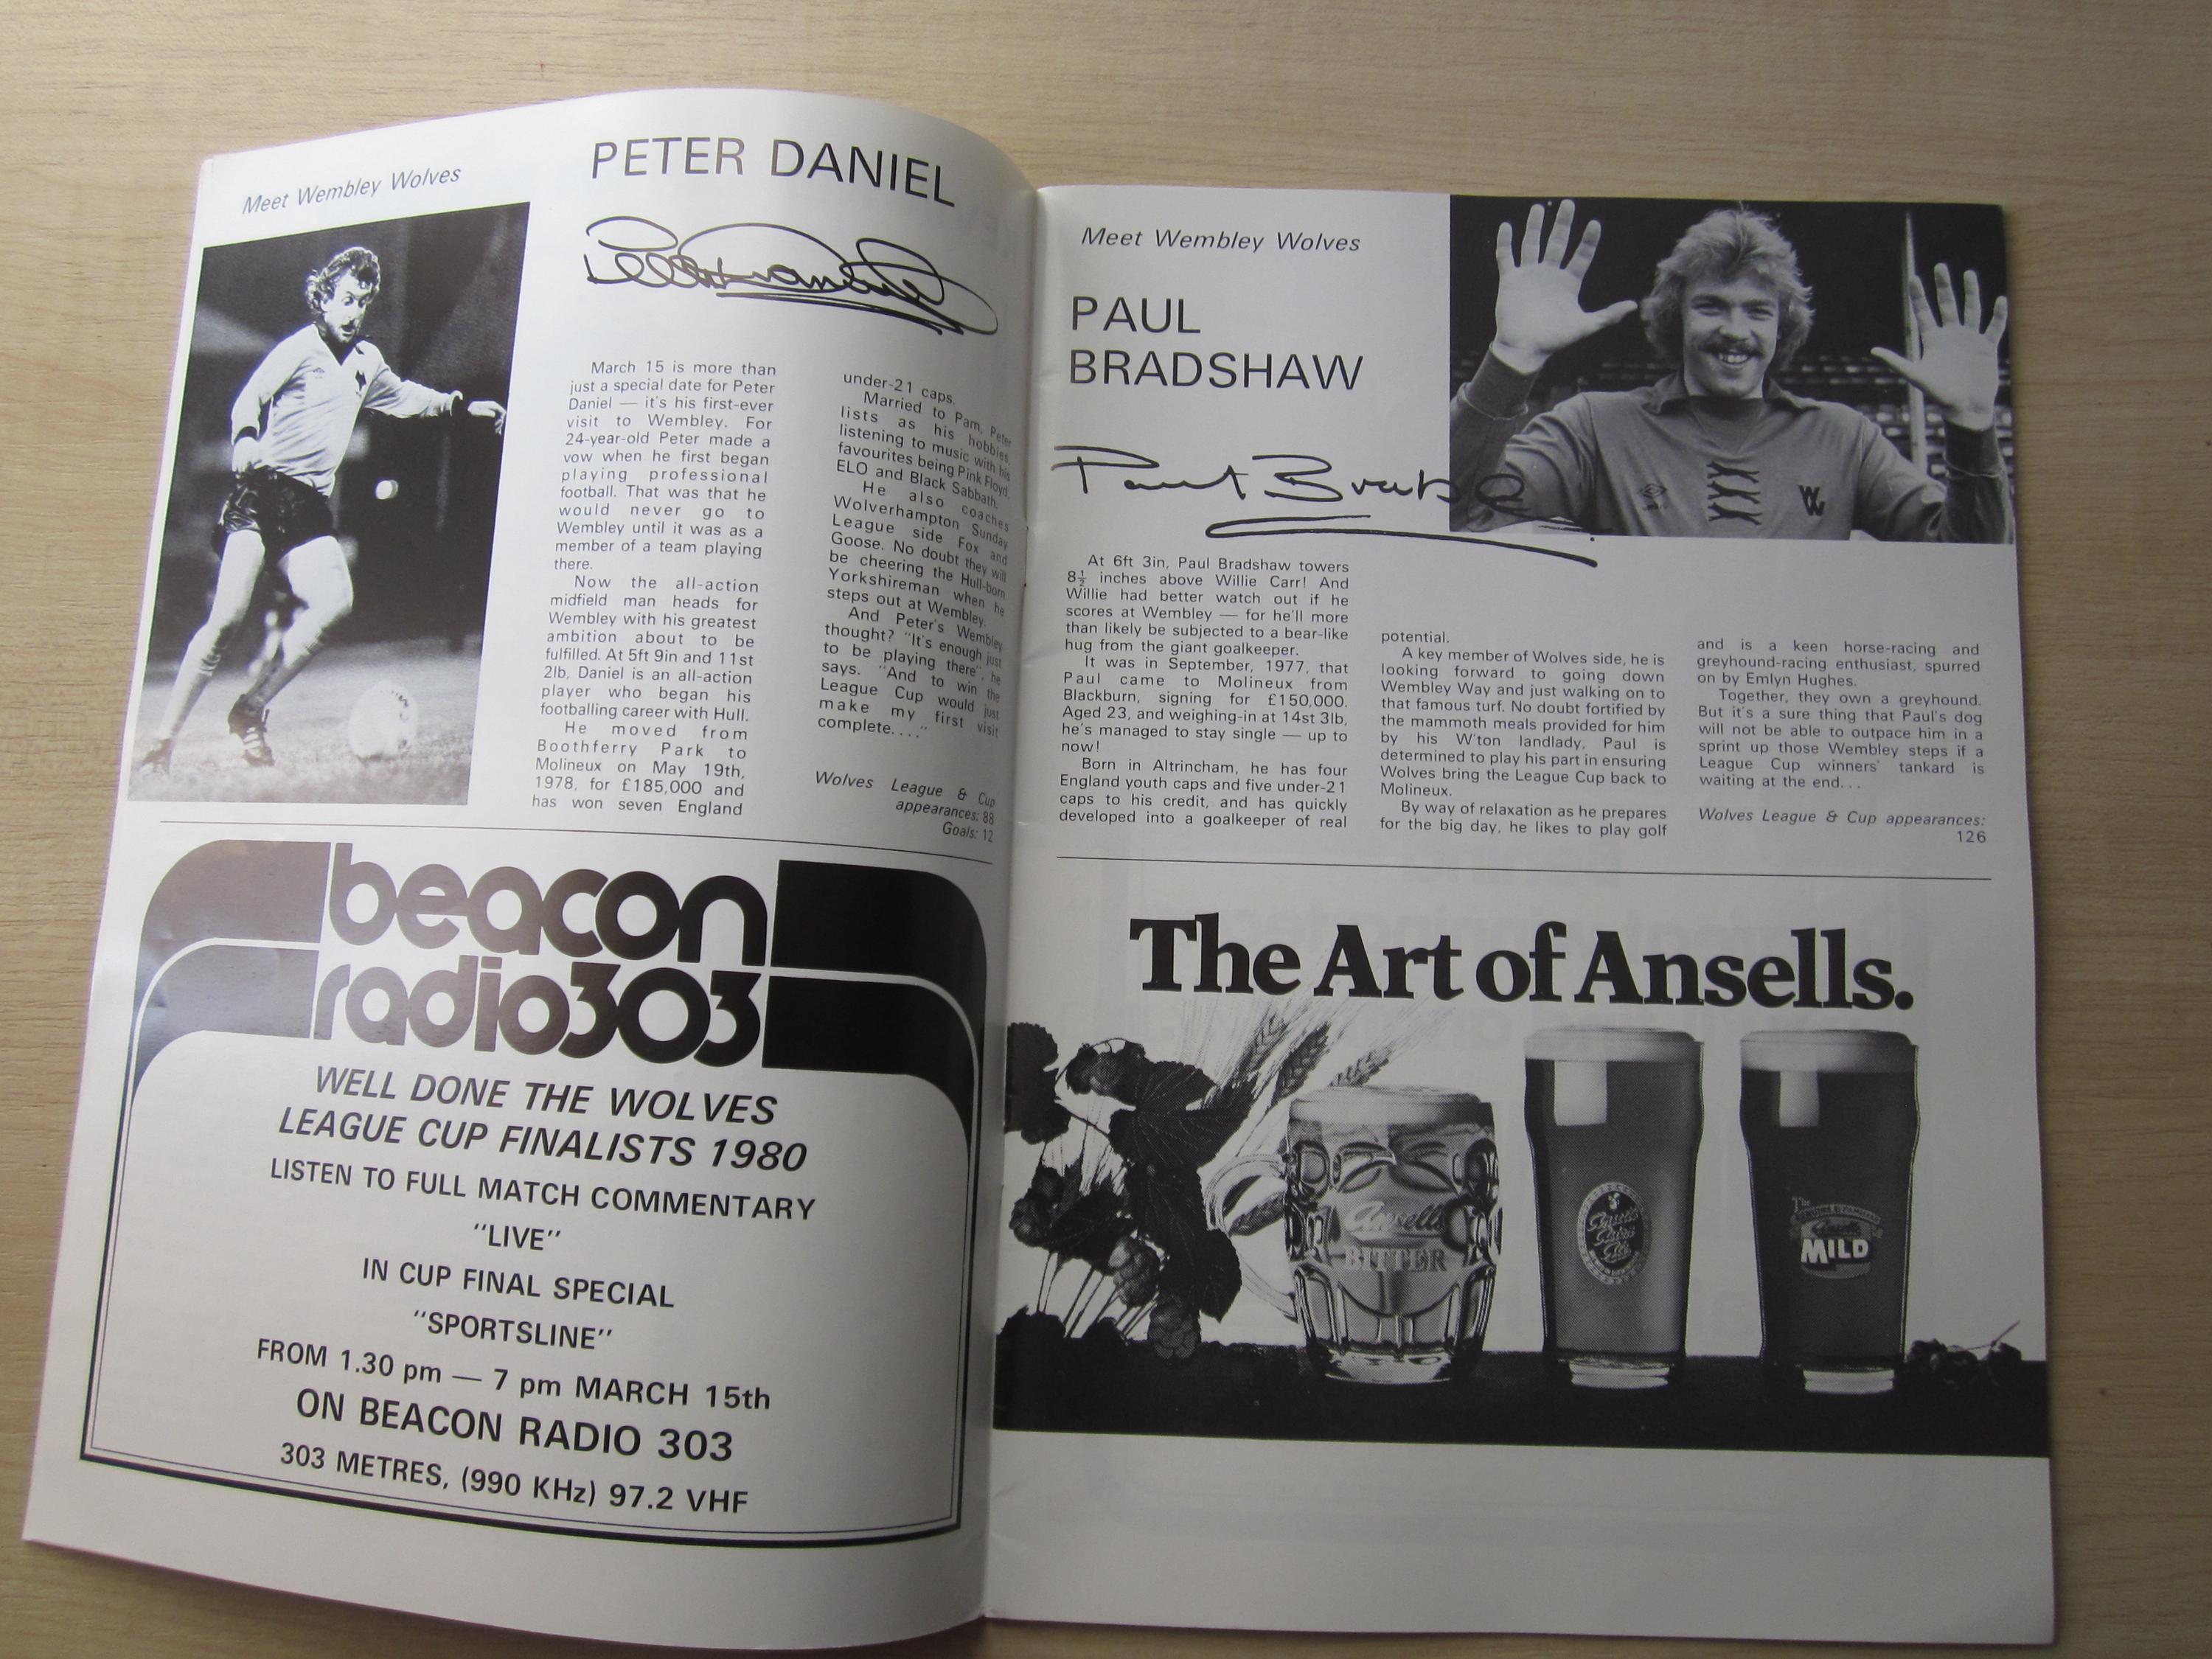 Meet Wembley Wolves
PETER DANIEL
March 15 is more than
just a special date for Peter
Daniel — it's his first-ever
visit to Wembley. For
24-year-old Peter made a
vow when he first began
playing professional
football. That was that he
would never go to
Wembley until it was as a
member of a team playing
there.
Now the all-action
midfield man heads for
Wembley with his greatest
ambition about to be
fulfilled. At 5ft 9in and 11st
2lb, Daniel is an all-action
player who began his
footballing career with Hull.
He moved from
Boothferry Park to
Molineux on May 19th,
1978, for £185,000 and
has won seven England
under-21 caps.
Married to Pam, Peter
lists as his hobbies,
listening to music with his
favourites being Pink Floyd,
ELO and Black Sabbath.
He also coaches
Wolverhampton Sunday
League side Fox and
Goose. No doubt they will
be cheering the Hull-born
Yorkshireman when he
steps out at Wembley.
And Peter's Wembley
thought? "It's enough just
to be playing there", he
says. "And to win the
League Cup would just
make my first visit
complete. . . ."
Wolves League & Cup
appearances: 88
Goals: 12
beacon
radio303
WELL DONE THE WOLVES
LEAGUE CUP FINALISTS 1980
LISTEN TO FULL MATCH COMMENTARY
"LIVE"
IN CUP FINAL SPECIAL
"SPORTSLINE"
FROM 1.30 pm — 7 pm MARCH 15th
ON BEACON RADIO 303
303 METRES, (990 KHz) 97.2 VHF
Meet Wembley Wolves
PAUL
BRADSHAW
Paul Bradshaw
At 6ft 3in, Paul Bradshaw towers
8½ inches above Willie Carr! And
Willie had better watch out if he
scores at Wembley — for he'll more
than likely be subjected to a bear-like
hug from the giant goalkeeper.
It was in September, 1977, that
Paul came to Molineux from
Blackburn, signing for £150,000.
Aged 23, and weighing-in at 14st 3lb,
he's managed to stay single — up to
now!
Born in Altrincham, he has four
England youth caps and five under-21
caps to his credit, and has quickly
developed into a goalkeeper of real
potential.
A key member of Wolves side, he is
looking forward to going down
Wembley Way and just walking on to
that famous turf. No doubt fortified by
the mammoth meals provided for him
by his W'ton landlady, Paul is
determined to play his part in ensuring
Wolves bring the League Cup back to
Molineux.
By way of relaxation as he prepares
for the big day, he likes to play golf
and is a keen horse-racing and
greyhound-racing enthusiast, spurred
on by Emlyn Hughes.
Together, they own a greyhound.
But it's a sure thing that Paul's dog
will not be able to outpace him in a
sprint up those Wembley steps if a
League Cup winners' tankard is
waiting at the end. . .
Wolves League & Cup appearances:
126
The Art of Ansells.
Ansells
BITTER
Ansells
MILD